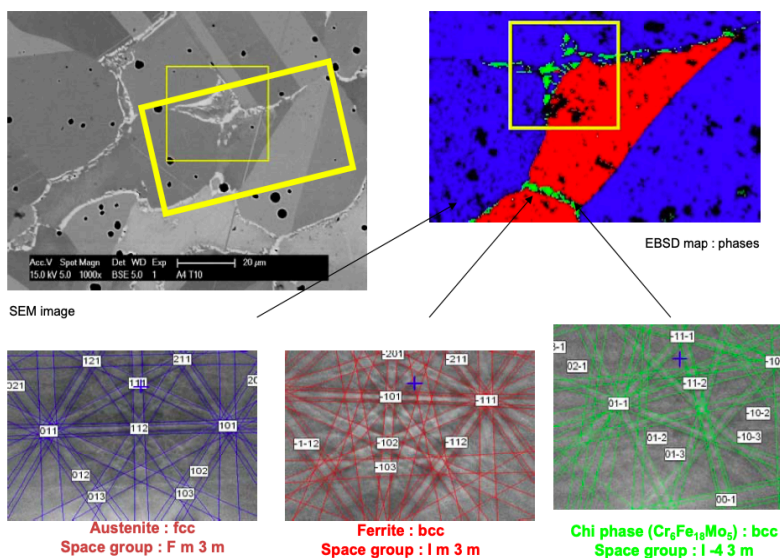 Acc.V Spot Magn Det WD Exp 20 µm
15.0 kV 5.0 1000x BSE 5.0 1 A4 T10
SEM image
EBSD map : phases
121 211
021 111 20
011 112 101
012 102
013 103
-201 -211
-101 -111
-1-12 -102 -112
-103
-11-1
3-1 -10
02-1 -11-2
01-1
-10-2
01-2 -10-3
01-3
00-1
Austenite : fcc
Space group : F m 3 m
Ferrite : bcc
Space group : I m 3 m
Chi phase (Cr6Fe18Mo5) : bcc
Space group : I -4 3 m